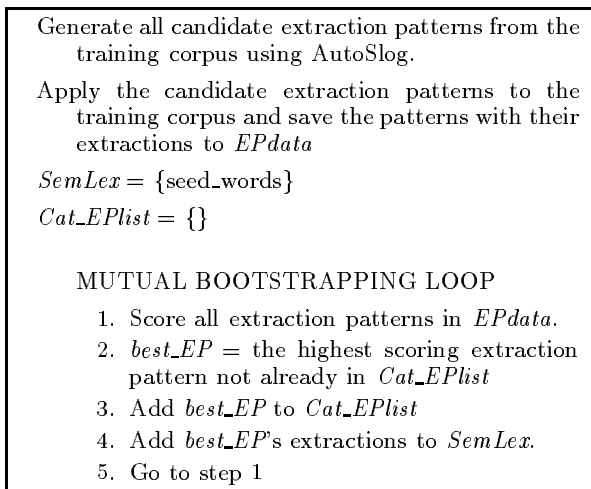 Generate all candidate extraction patterns from the
training corpus using AutoSlog.
Apply the candidate extraction patterns to the
training corpus and save the patterns with their
extractions to EPdata
SemLex = {seed_words}
Cat_EPlist = {}
MUTUAL BOOTSTRAPPING LOOP
1. Score all extraction patterns in EPdata.
2. best_EP = the highest scoring extraction
pattern not already in Cat_EPlist
3. Add best_EP to Cat_EPlist
4. Add best_EP's extractions to SemLex.
5. Go to step 1